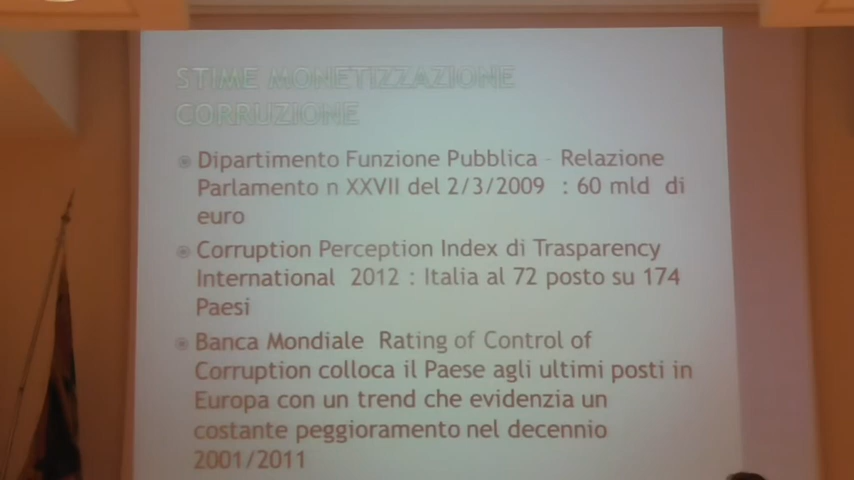 STIME MONETIZZAZIONE
CORRUZIONE
Dipartimento Funzione Pubblica - Relazione
Parlamento n XXVII del 2/3/2009 : 60 mld di
euro
Corruption Perception Index di Trasparency
International 2012 : Italia al 72 posto su 174
Paesi
Banca Mondiale Rating of Control of
Corruption colloca il Paese agli ultimi posti in
Europa con un trend che evidenzia un
costante peggioramento nel decennio
2001/2011